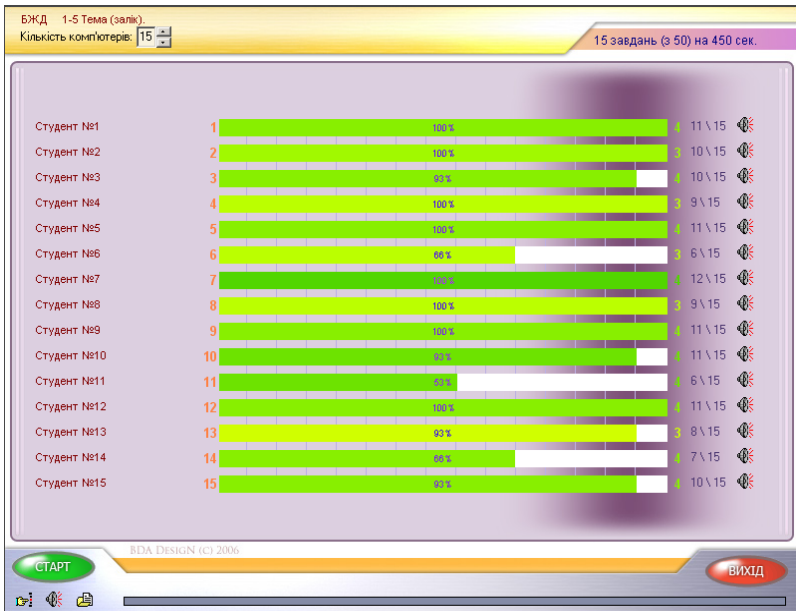 БЖД 1-5 Тема (залік).
Кількість комп'ютерів: 15
15 завдань (з 50) на 450 сек.
Студент №1 1 100 % 4 11 \ 15
Студент №2 2 100 % 3 10 \ 15
Студент №3 3 93 % 4 10 \ 15
Студент №4 4 100 % 3 9 \ 15
Студент №5 5 100 % 4 11 \ 15
Студент №6 6 66 % 3 6 \ 15
Студент №7 7 100 % 4 12 \ 15
Студент №8 8 100 % 3 9 \ 15
Студент №9 9 100 % 4 11 \ 15
Студент №10 10 93 % 4 11 \ 15
Студент №11 11 53 % 4 6 \ 15
Студент №12 12 100 % 4 11 \ 15
Студент №13 13 93 % 3 8 \ 15
Студент №14 14 66 % 4 7 \ 15
Студент №15 15 93 % 4 10 \ 15
BDA Design (c) 2006
СТАРТ
ВИХІД